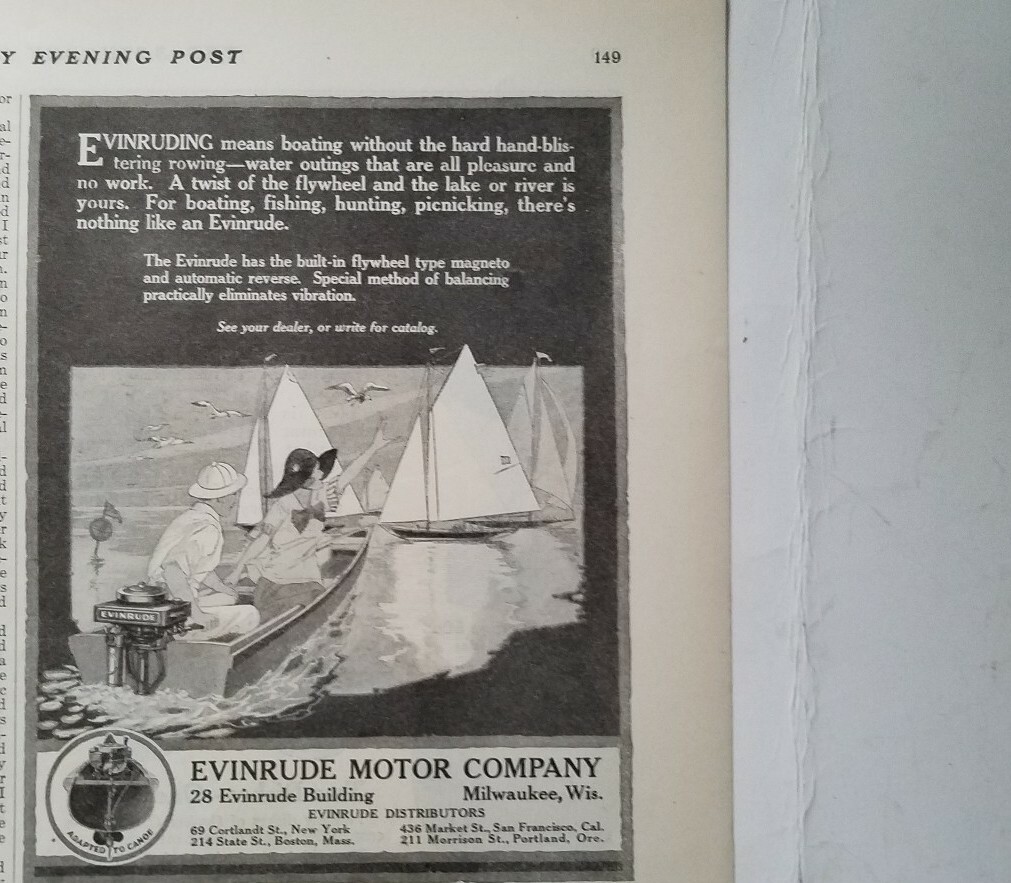 Y EVENING POST
149
EVINRUDING means boating without the hard hand-blis-
tering rowing—water outings that are all pleasure and
no work. A twist of the flywheel and the lake or river is
yours. For boating, fishing, hunting, picnicking, there's
nothing like an Evinrude.
The Evinrude has the built-in flywheel type magneto
and automatic reverse. Special method of balancing
practically eliminates vibration.
See your dealer, or write for catalog.
EVINRUDE
EVINRUDE MOTOR COMPANY
28 Evinrude Building Milwaukee, Wis.
EVINRUDE DISTRIBUTORS
69 Cortlandt St., New York 436 Market St., San Francisco, Cal.
214 State St., Boston, Mass. 211 Morrison St., Portland, Ore.
ADAPTED TO CANOE